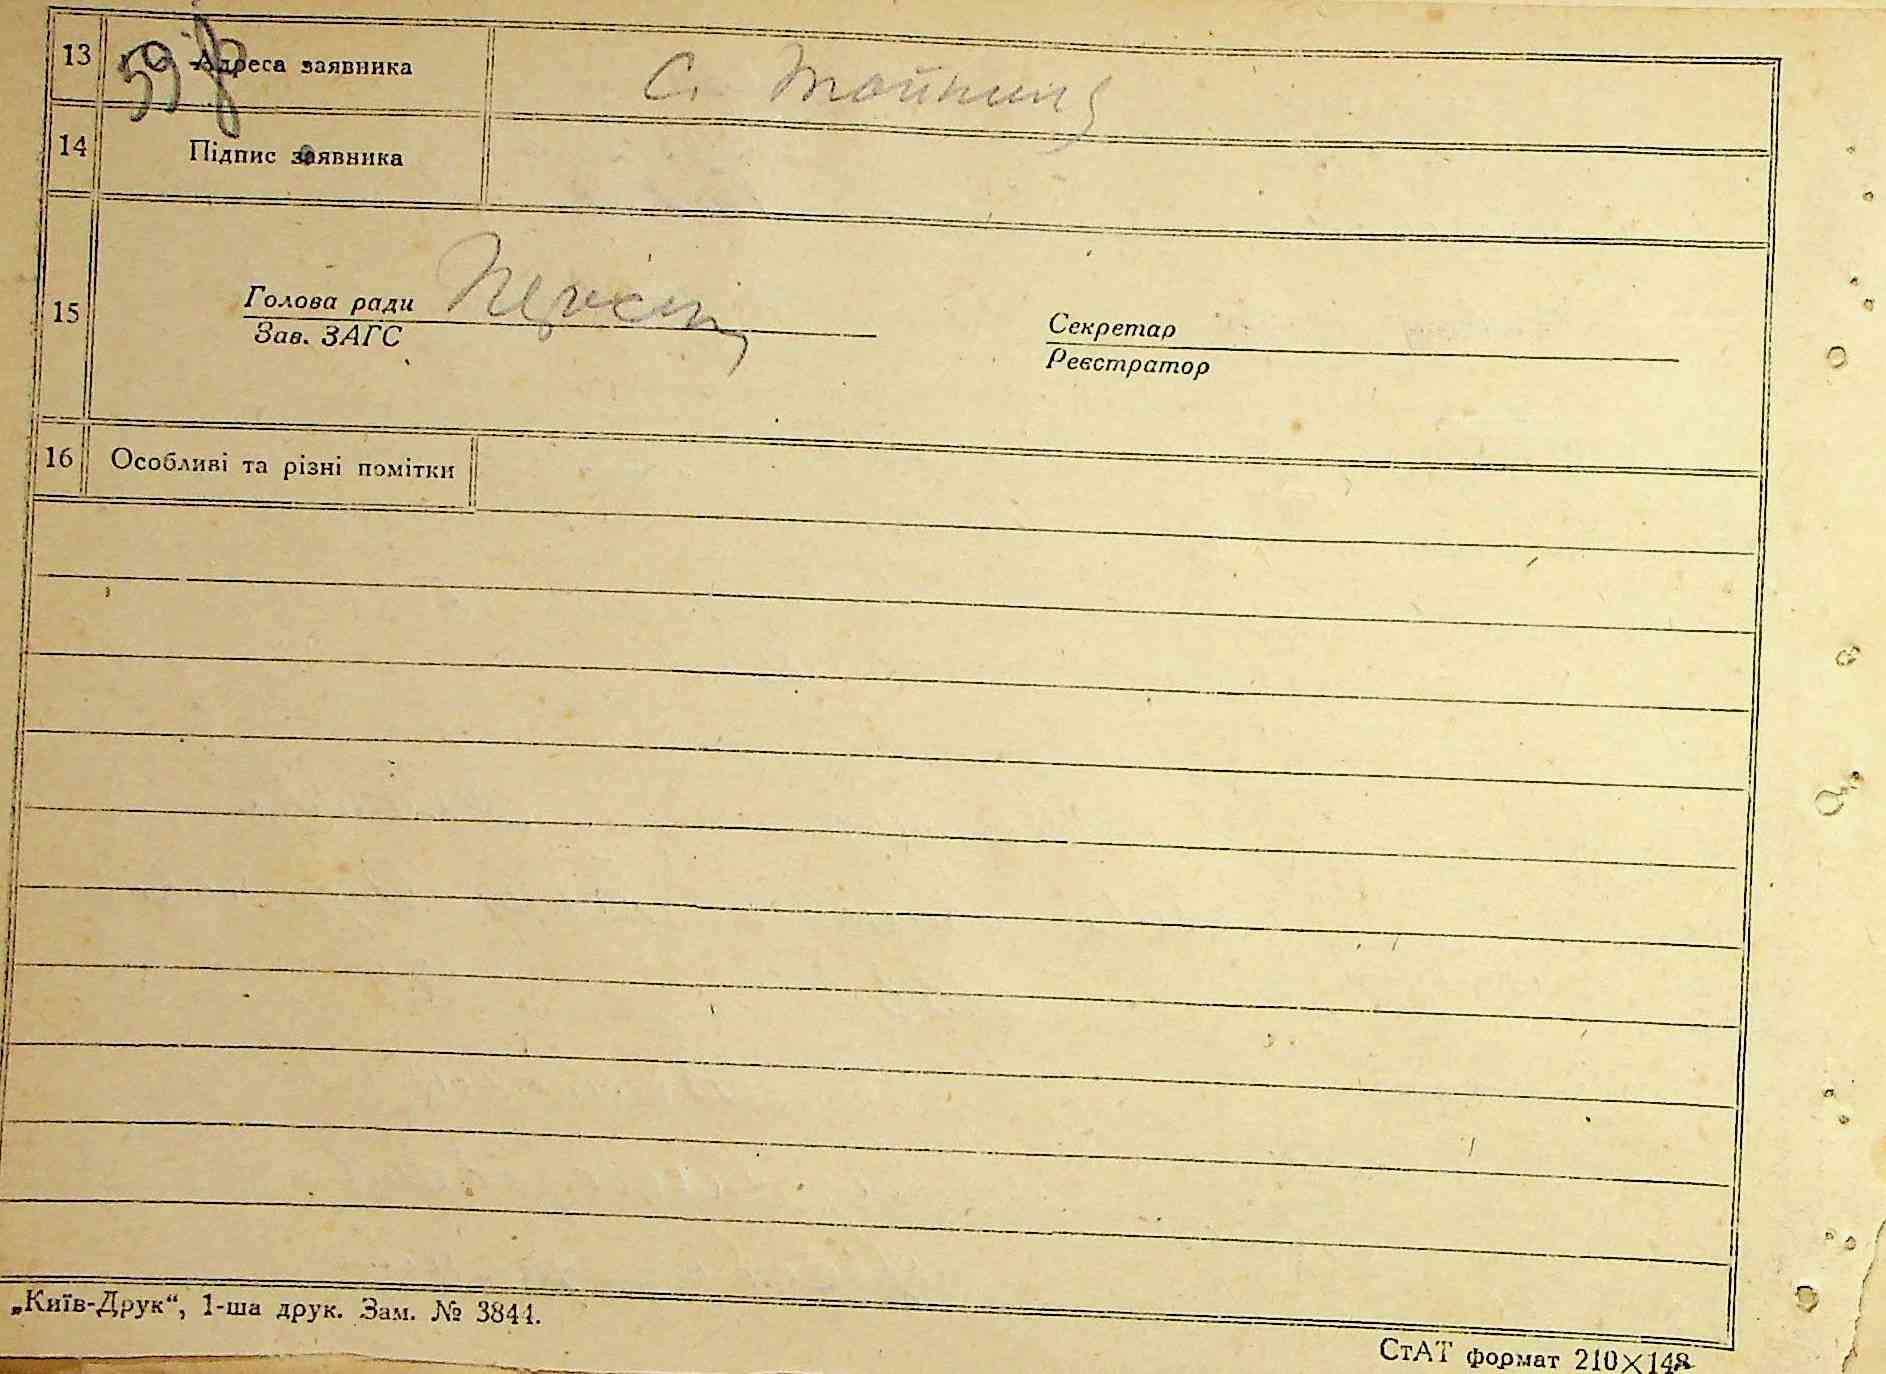 59
13 Адреса заявника С.
14 Підпис заявника
15 Голова ради
Зав. ЗАГС
Секретар
Реєстратор
16 Особливі та різні помітки
„Київ-Друк“, 1-ша друк. Зам. № 3844.
СтАТ формат 210×148